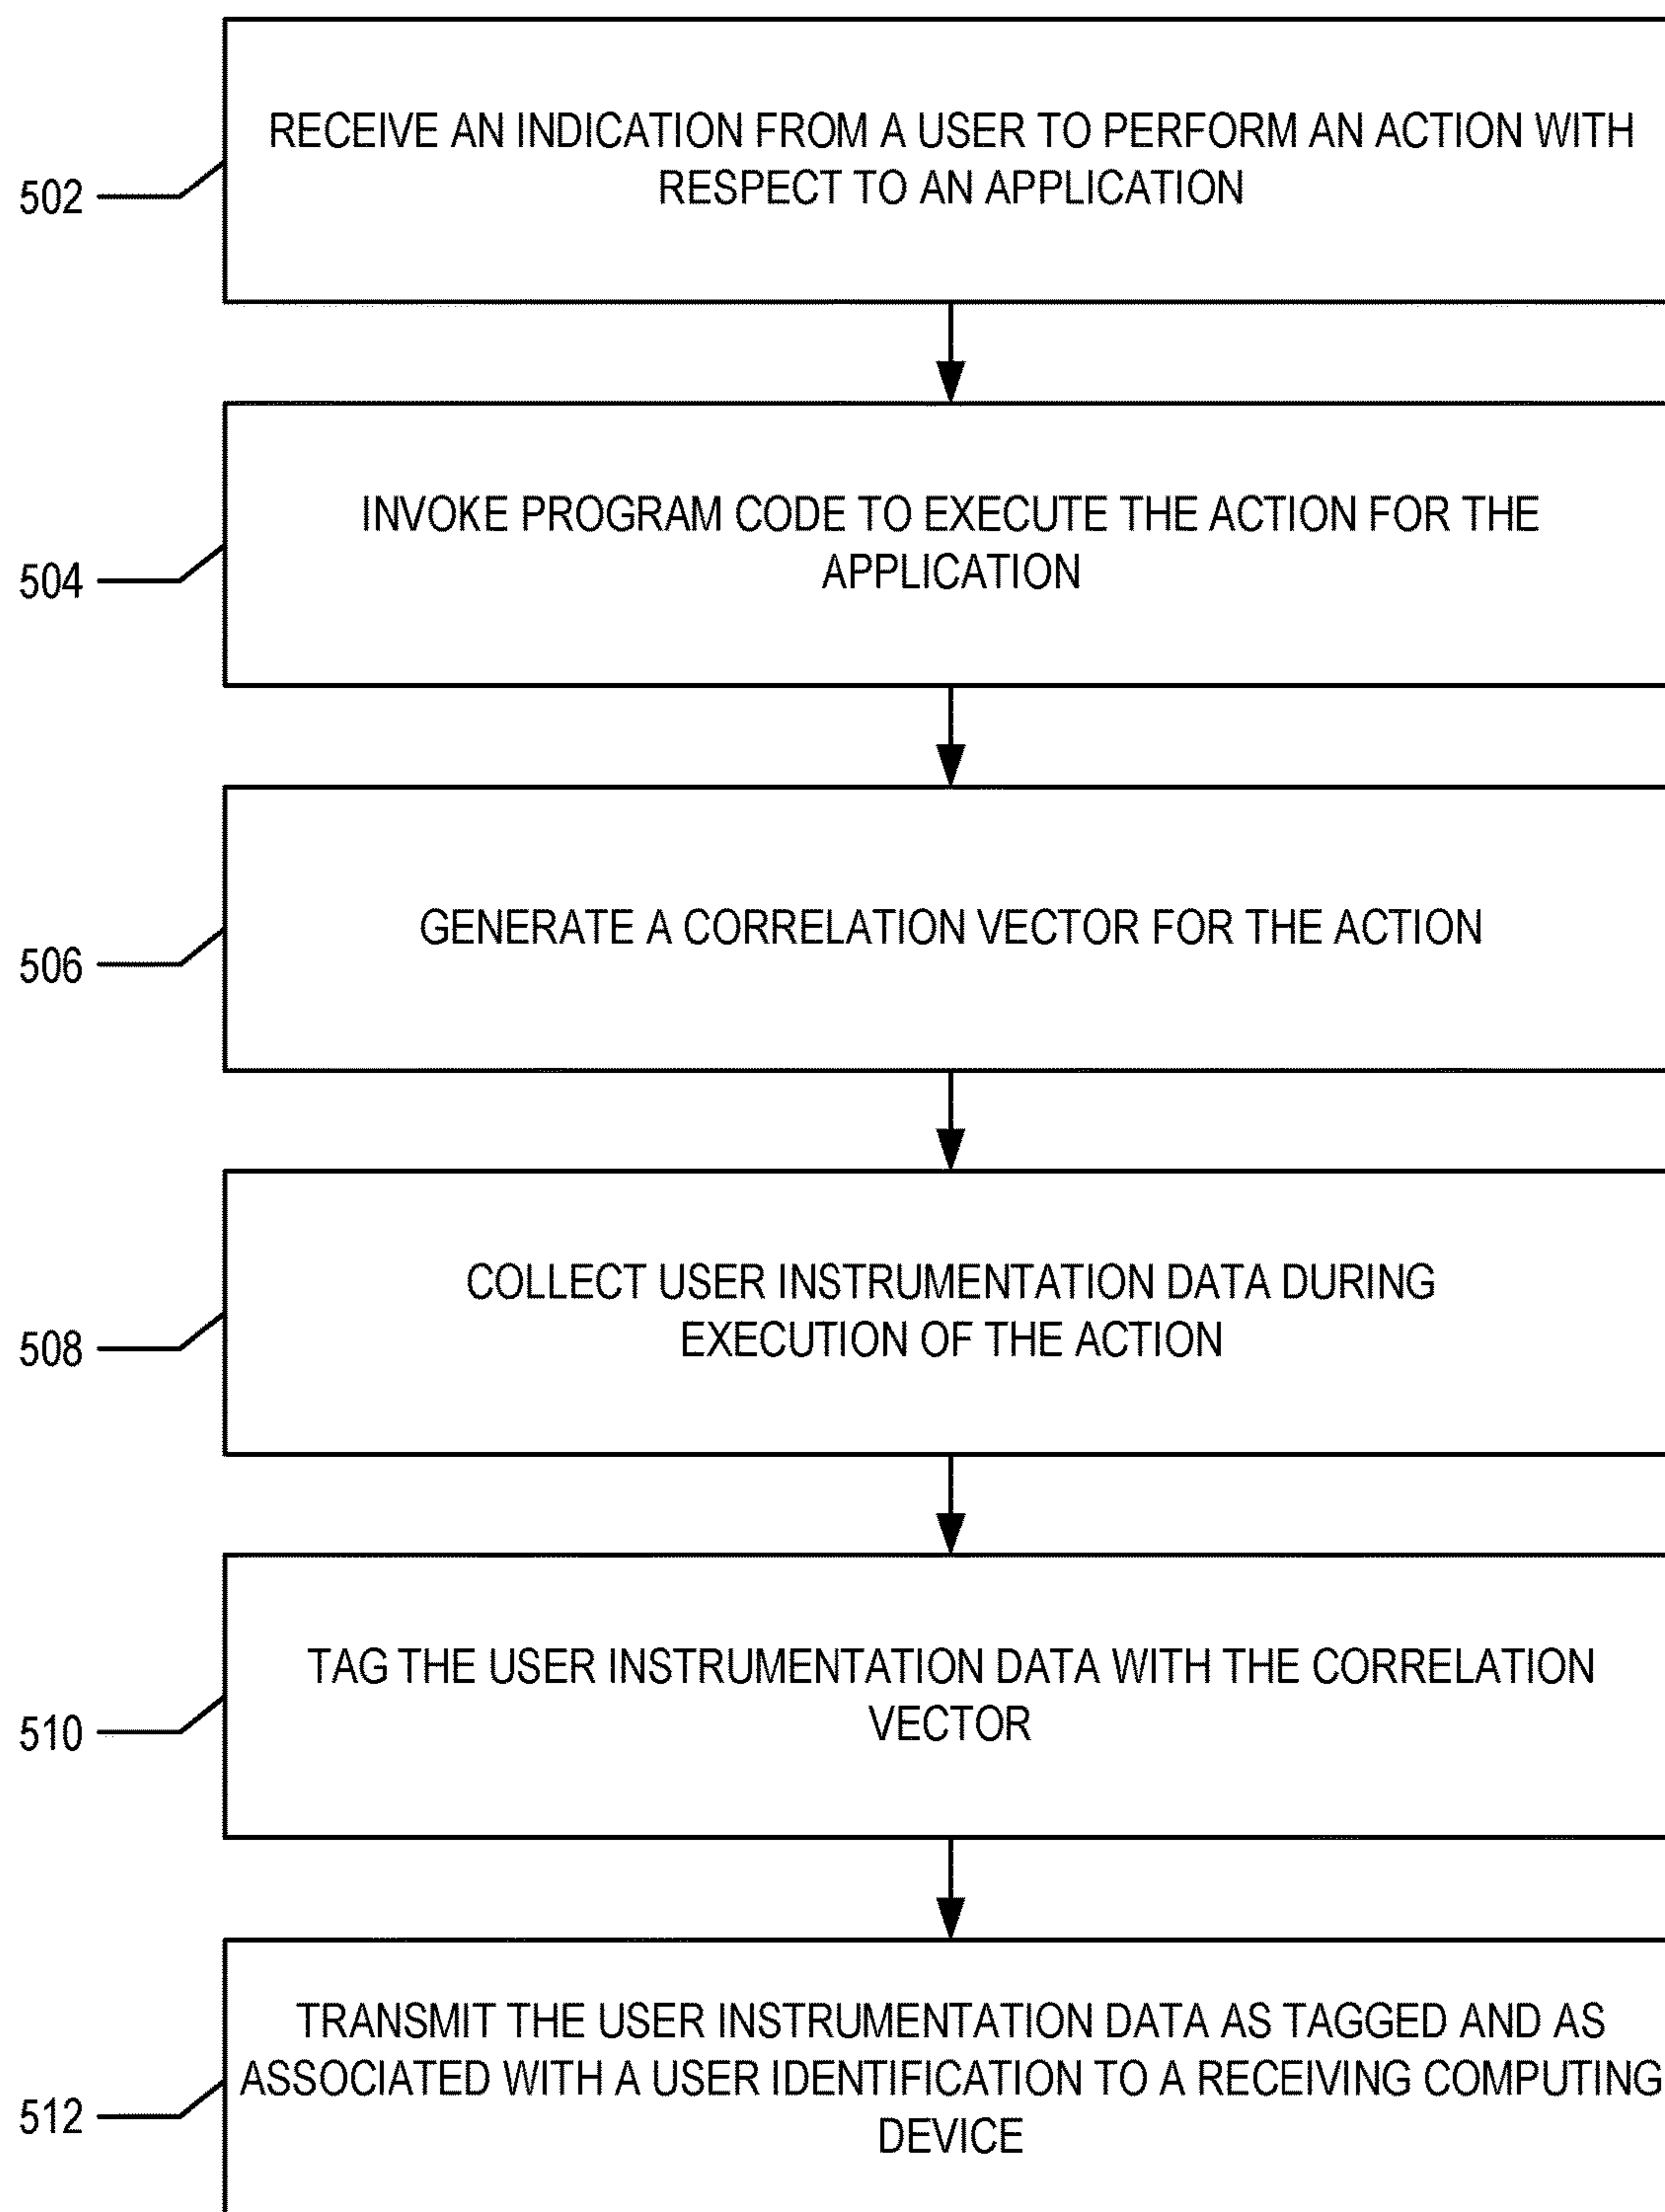 RECEIVE AN INDICATION FROM A USER TO PERFORM AN ACTION WITH
RESPECT TO AN APPLICATION
502
INVOKE PROGRAM CODE TO EXECUTE THE ACTION FOR THE
APPLICATION
504
GENERATE A CORRELATION VECTOR FOR THE ACTION
506
COLLECT USER INSTRUMENTATION DATA DURING
EXECUTION OF THE ACTION
508
TAG THE USER INSTRUMENTATION DATA WITH THE CORRELATION
VECTOR
510
TRANSMIT THE USER INSTRUMENTATION DATA AS TAGGED AND AS
ASSOCIATED WITH A USER IDENTIFICATION TO A RECEIVING COMPUTING
DEVICE
512